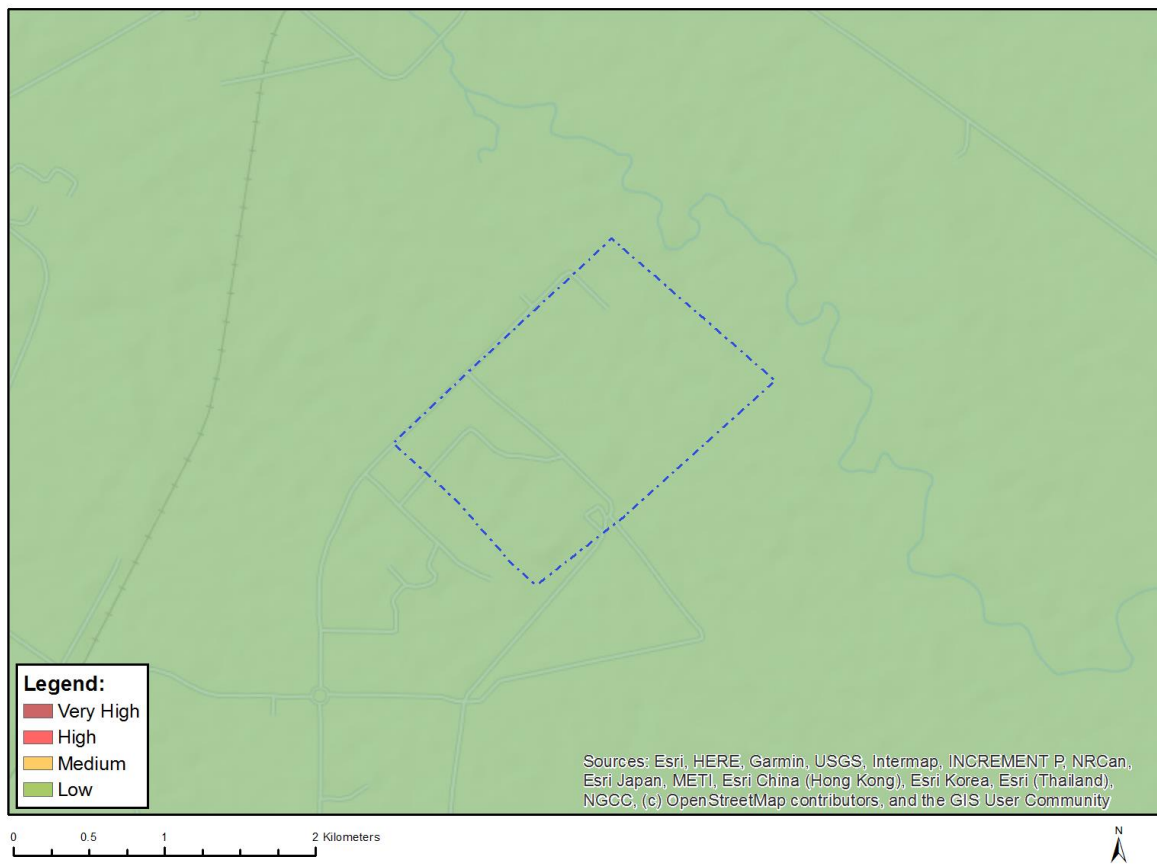 Legend:
Very High
High
Medium
Low
Sources: Esri, HERE, Garmin, USGS, Intermap, INCREMENT P, NRCan,
Esri Japan, METI, Esri China (Hong Kong), Esri Korea, Esri (Thailand),
NGCC, (c) OpenStreetMap contributors, and the GIS User Community
0 0.5 1 2 Kilometers
N